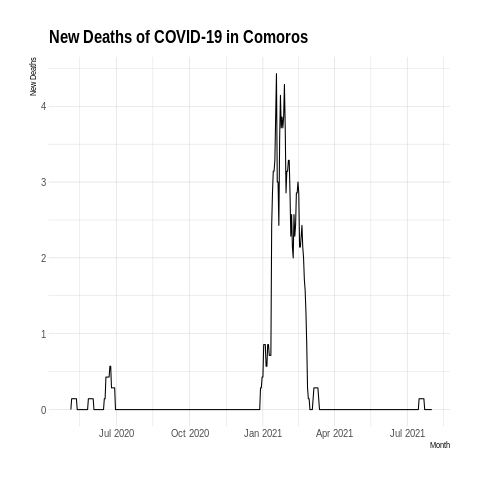 New Deaths of COVID-19 in Comoros
New Deaths
4
3
2
1
0
Jul 2020 Oct 2020 Jan 2021 Apr 2021 Jul 2021
Month